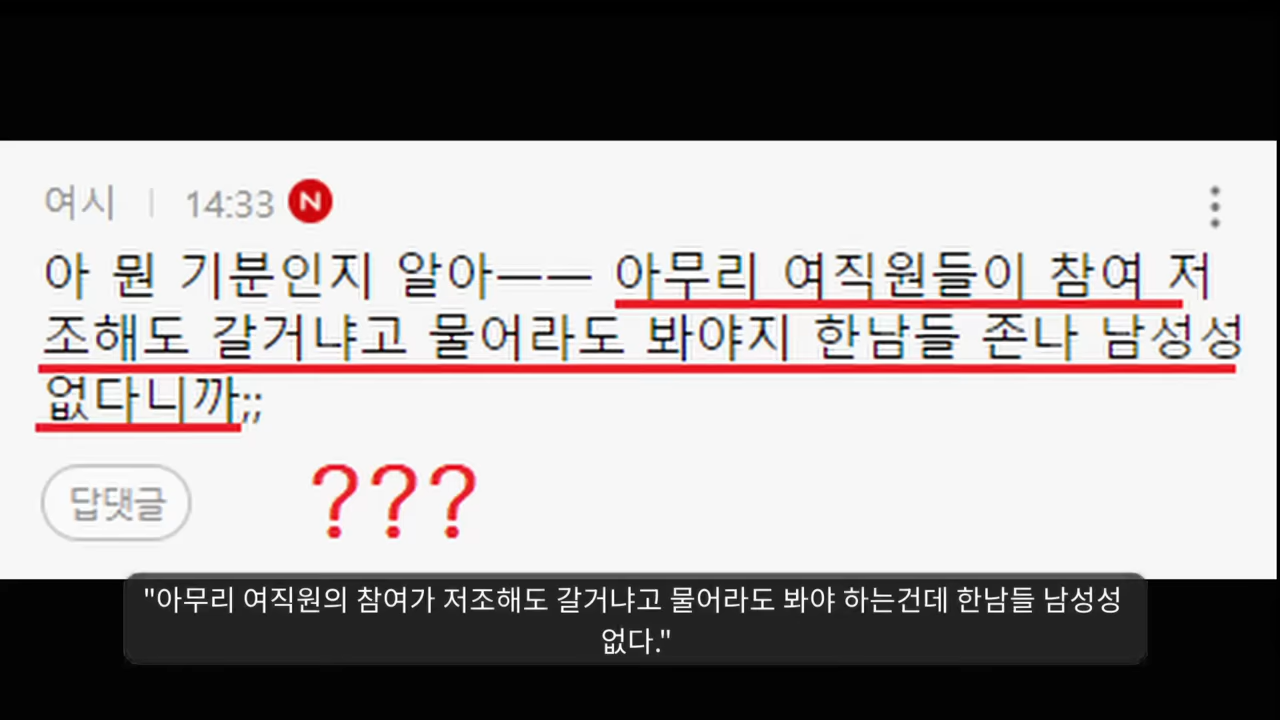 여시 | 14:33 N
아 뭔 기분인지 알아ㅡㅡ 아무리 여직원들이 참여 저
조해도 갈거냐고 물어라도 봐야지 한남들 존나 남성성
없다니까;;
답댓글
???
"아무리 여직원의 참여가 저조해도 갈거냐고 물어라도 봐야 하는건데 한남들 남성성
없다."